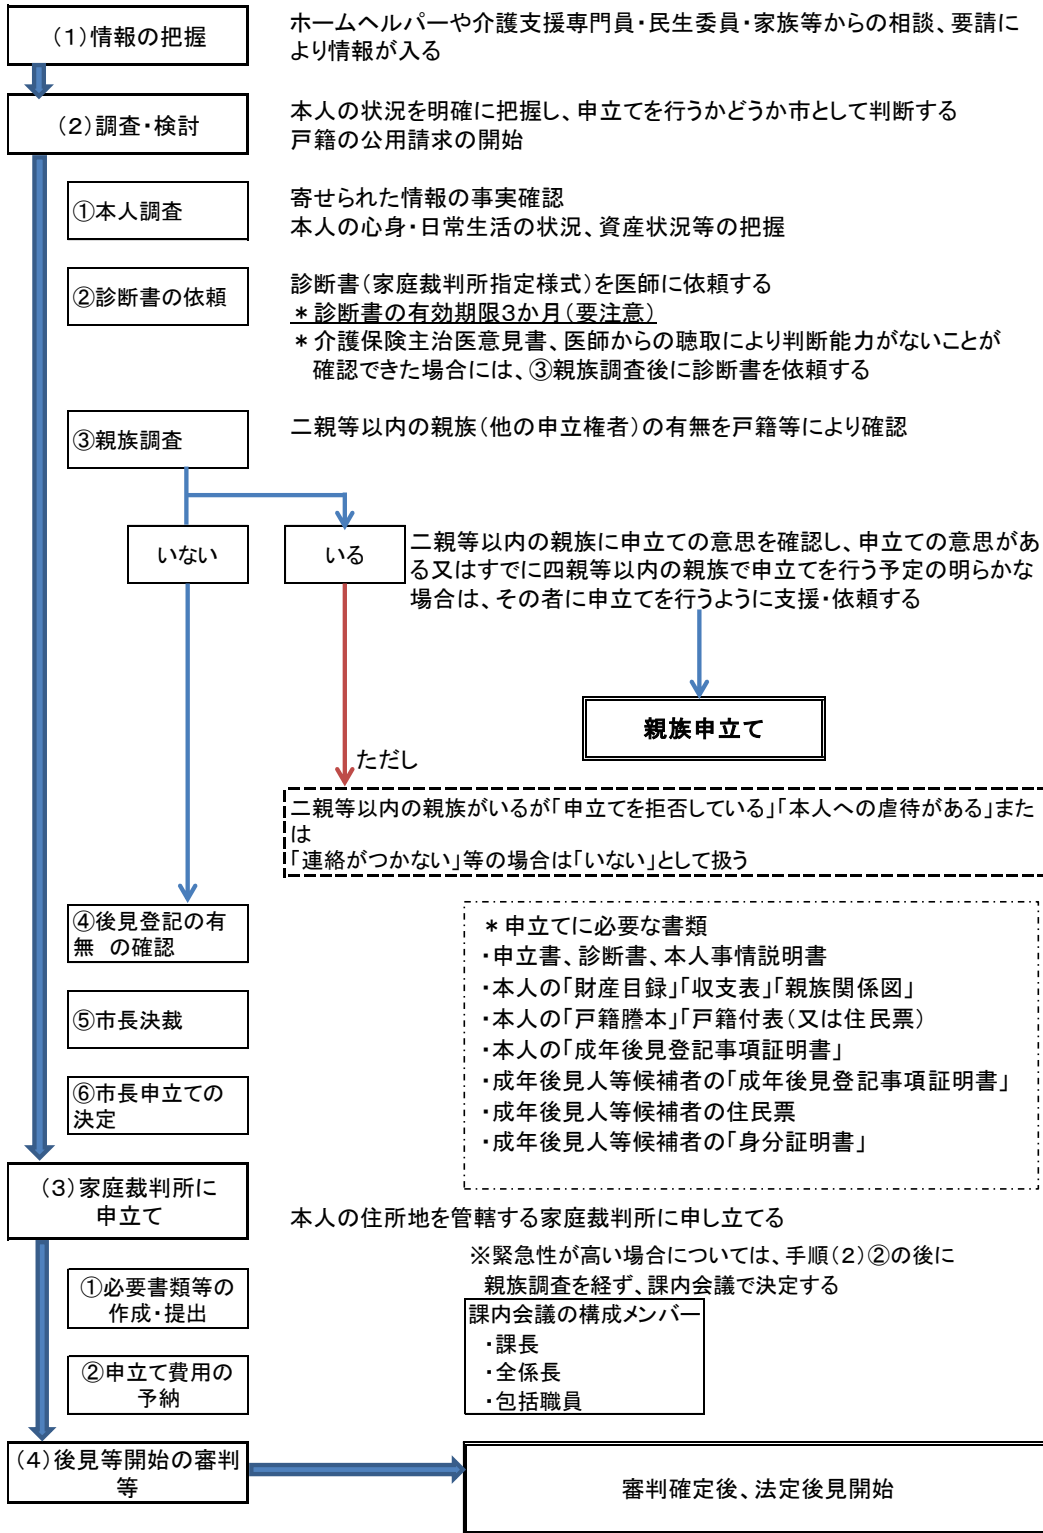 （１）情報の把握
ホームヘルパーや介護支援専門員・民生委員・家族等からの相談、要請に
より情報が入る
（２）調査・検討
本人の状況を明確に把握し、申立てを行うかどうか市として判断する
戸籍の公用請求の開始
①本人調査
寄せられた情報の事実確認
本人の心身・日常生活の状況、資産状況等の把握
②診断書の依頼
診断書（家庭裁判所指定様式）を医師に依頼する
＊診断書の有効期限3か月（要注意）
＊介護保険主治医意見書、医師からの聴取により判断能力がないことが
確認できた場合には、③親族調査後に診断書を依頼する
③親族調査
二親等以内の親族（他の申立権者）の有無を戸籍等により確認
いない
いる
二親等以内の親族に申立ての意思を確認し、申立ての意思があ
る又はすでに四親等以内の親族で申立てを行う予定の明らかな
場合は、その者に申立てを行うように支援・依頼する
親族申立て
ただし
二親等以内の親族がいるが「申立てを拒否している」「本人への虐待がある」また
は
「連絡がつかない」等の場合は「いない」として扱う
④後見登記の有
無　の確認
⑤市長決裁
⑥市長申立ての
決定
＊申立てに必要な書類
・申立書、診断書、本人事情説明書
・本人の「財産目録」「収支表」「親族関係図」
・本人の「戸籍謄本」「戸籍付表（又は住民票）
・本人の「成年後見登記事項証明書」
・成年後見人等候補者の「成年後見登記事項証明書」
・成年後見人等候補者の住民票
・成年後見人等候補者の「身分証明書」
（３）家庭裁判所に
申立て
本人の住所地を管轄する家庭裁判所に申し立てる
※緊急性が高い場合については、手順（２）②の後に
親族調査を経ず、課内会議で決定する
①必要書類等の
作成・提出
課内会議の構成メンバー
・課長
・全係長
・包括職員
②申立て費用の
予納
（４）後見等開始の審判
等
審判確定後、法定後見開始